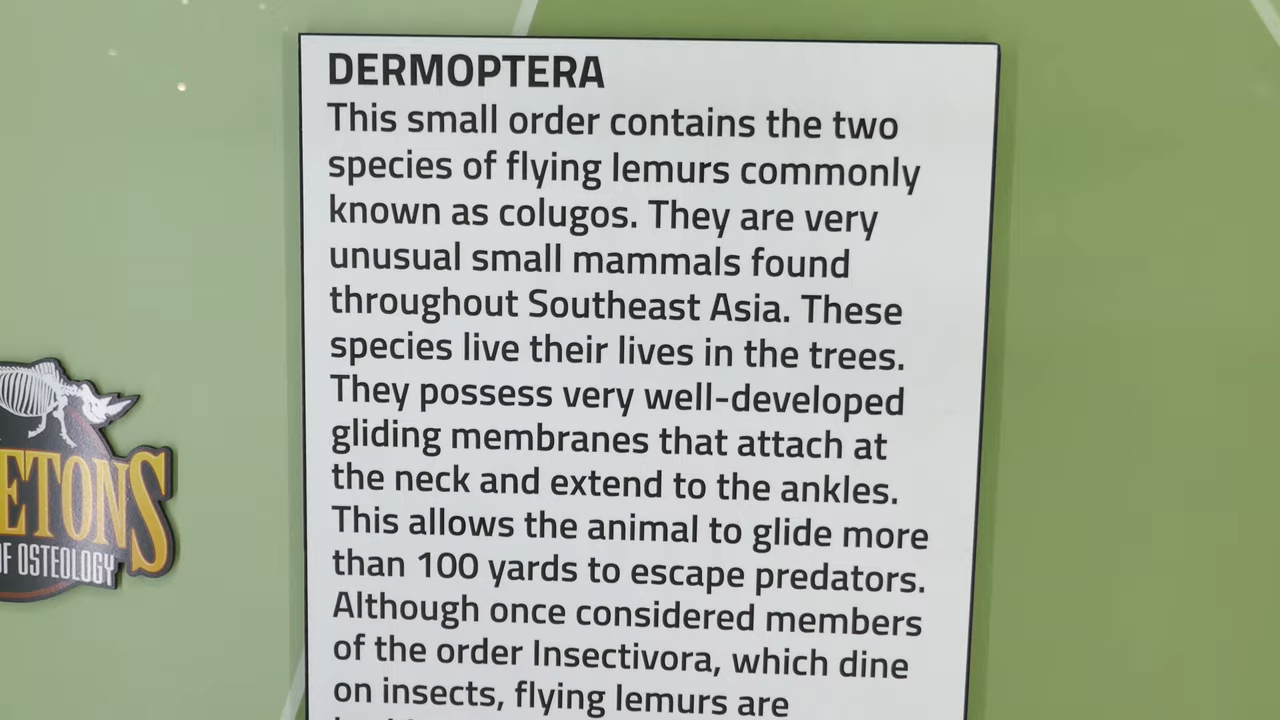 DERMOPTERA
This small order contains the two
species of flying lemurs commonly
known as colugos. They are very
unusual small mammals found
throughout Southeast Asia. These
species live their lives in the trees.
They possess very well-developed
gliding membranes that attach at
the neck and extend to the ankles.
This allows the animal to glide more
than 100 yards to escape predators.
Although once considered members
of the order Insectivora, which dine
on insects, flying lemurs are
ETONS
OF OSTEOLOGY